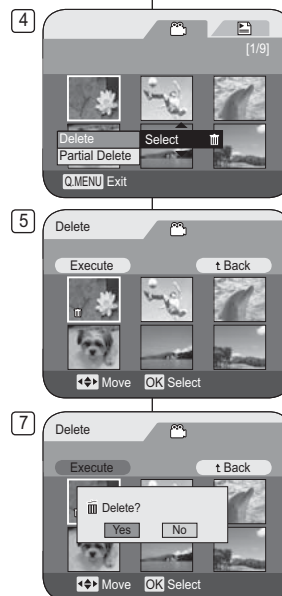 4
[1/9]
Delete Select
Partial Delete
Q.MENU Exit
5
Delete
Execute t Back
Move OK Select
7
Delete
Execute t Back
Delete?
Yes No
Move OK Select